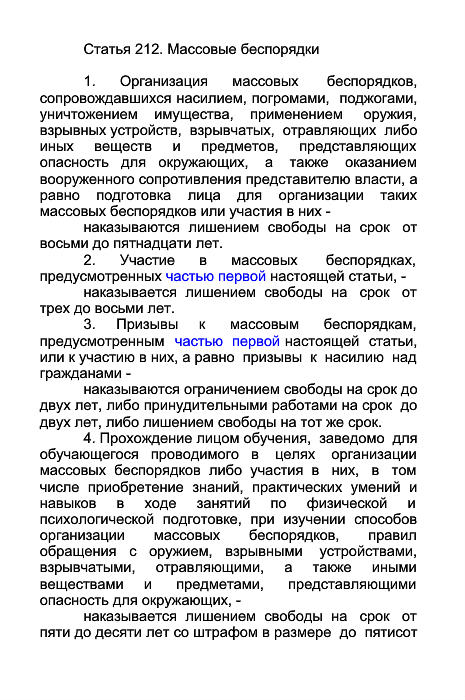 Статья 212. Массовые беспорядки
1. Организация массовых беспорядков,
сопровождавшихся насилием, погромами, поджогами,
уничтожением имущества, применением оружия,
взрывных устройств, взрывчатых, отравляющих либо
иных веществ и предметов, представляющих
опасность для окружающих, а также оказанием
вооруженного сопротивления представителю власти, а
равно подготовка лица для организации таких
массовых беспорядков или участия в них -
наказываются лишением свободы на срок от
восьми до пятнадцати лет.
2. Участие в массовых беспорядках,
предусмотренных частью первой настоящей статьи, -
наказывается лишением свободы на срок от
трех до восьми лет.
3. Призывы к массовым беспорядкам,
предусмотренным частью первой настоящей статьи,
или к участию в них, а равно призывы к насилию над
гражданами -
наказываются ограничением свободы на срок до
двух лет, либо принудительными работами на срок до
двух лет, либо лишением свободы на тот же срок.
4. Прохождение лицом обучения, заведомо для
обучающегося проводимого в целях организации
массовых беспорядков либо участия в них, в том
числе приобретение знаний, практических умений и
навыков в ходе занятий по физической и
психологической подготовке, при изучении способов
организации массовых беспорядков, правил
обращения с оружием, взрывными устройствами,
взрывчатыми, отравляющими, а также иными
веществами и предметами, представляющими
опасность для окружающих, -
наказывается лишением свободы на срок от
пяти до десяти лет со штрафом в размере до пятисот